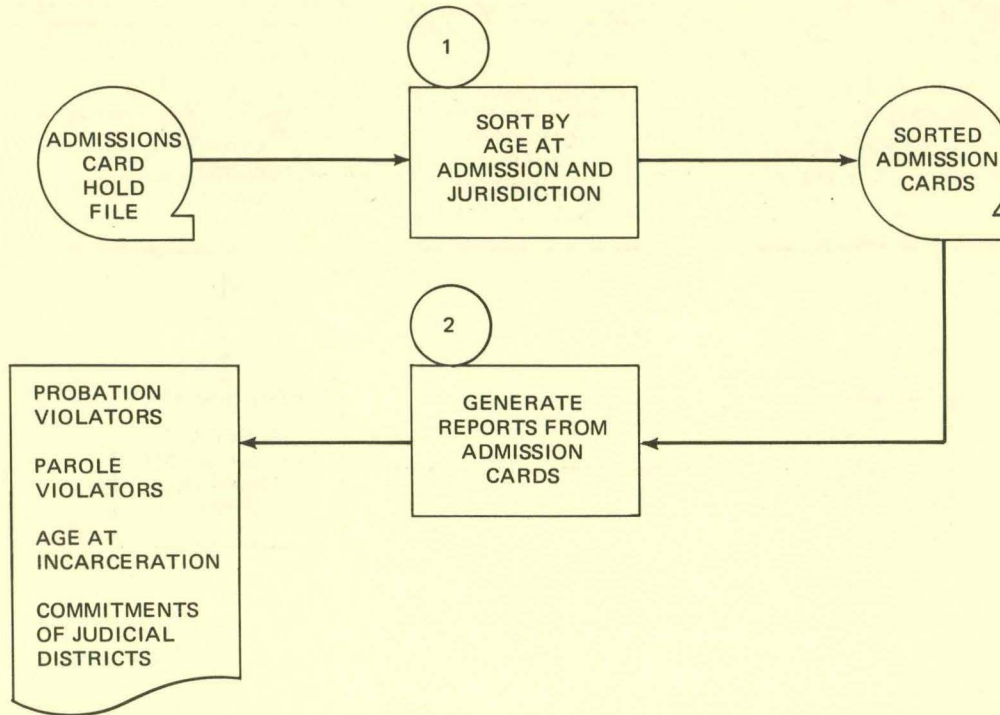 1
ADMISSIONS
CARD
HOLD
FILE
SORT BY
AGE AT
ADMISSION AND
JURISDICTION
SORTED
ADMISSION
CARDS
2
GENERATE
REPORTS FROM
ADMISSION
CARDS
PROBATION
VIOLATORS
PAROLE
VIOLATORS
AGE AT
INCARCERATION
COMMITMENTS
OF JUDICIAL
DISTRICTS